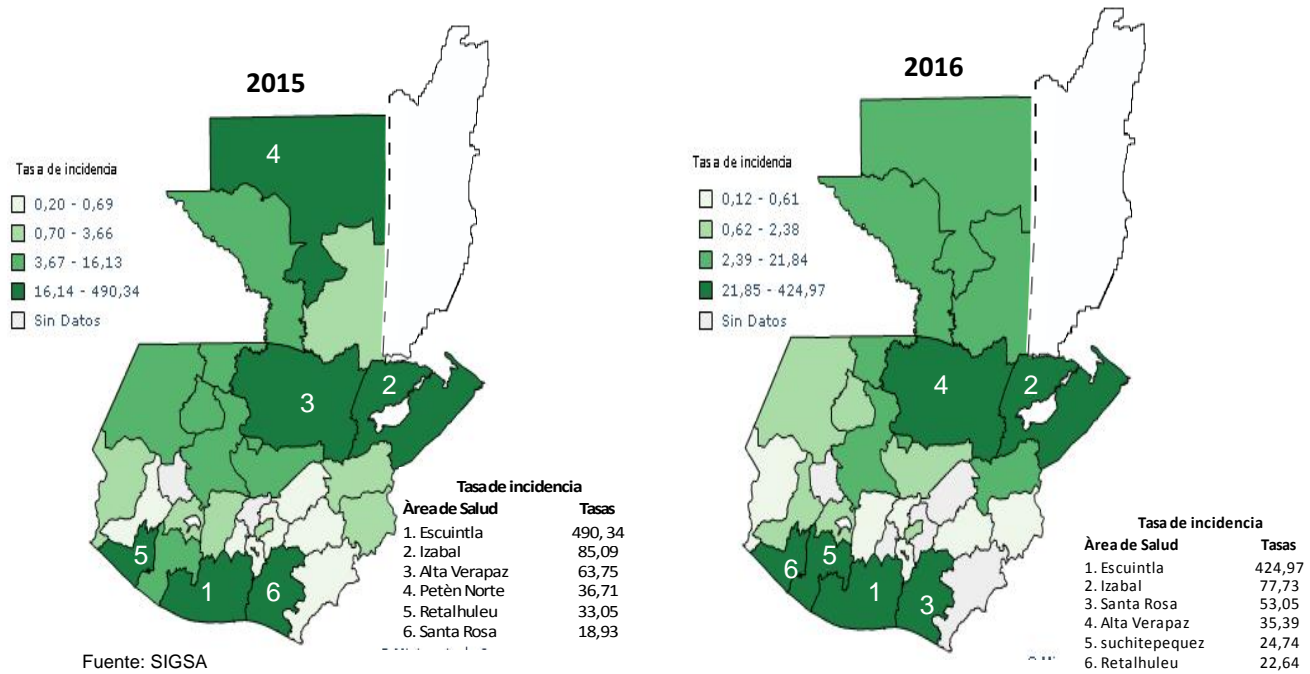 2015
Tasa de incidencia
0,20 - 0,69
0,70 - 3,66
3,67 - 16,13
16,14 - 490,34
Sin Datos
4
3
2
5
1
6
Tasa de incidencia
Àrea de Salud Tasas
1. Escuintla 490, 34
2. Izabal 85,09
3. Alta Verapaz 63,75
4. Petèn Norte 36,71
5. Retalhuleu 33,05
6. Santa Rosa 18,93
Fuente: SIGSA
2016
Tasa de incidencia
0,12 - 0,61
0,62 - 2,38
2,39 - 21,84
21,85 - 424,97
Sin Datos
4
2
6
5
1
3
Tasa de incidencia
Àrea de Salud Tasas
1. Escuintla 424,97
2. Izabal 77,73
3. Santa Rosa 53,05
4. Alta Verapaz 35,39
5. suchitepequez 24,74
6. Retalhuleu 22,64